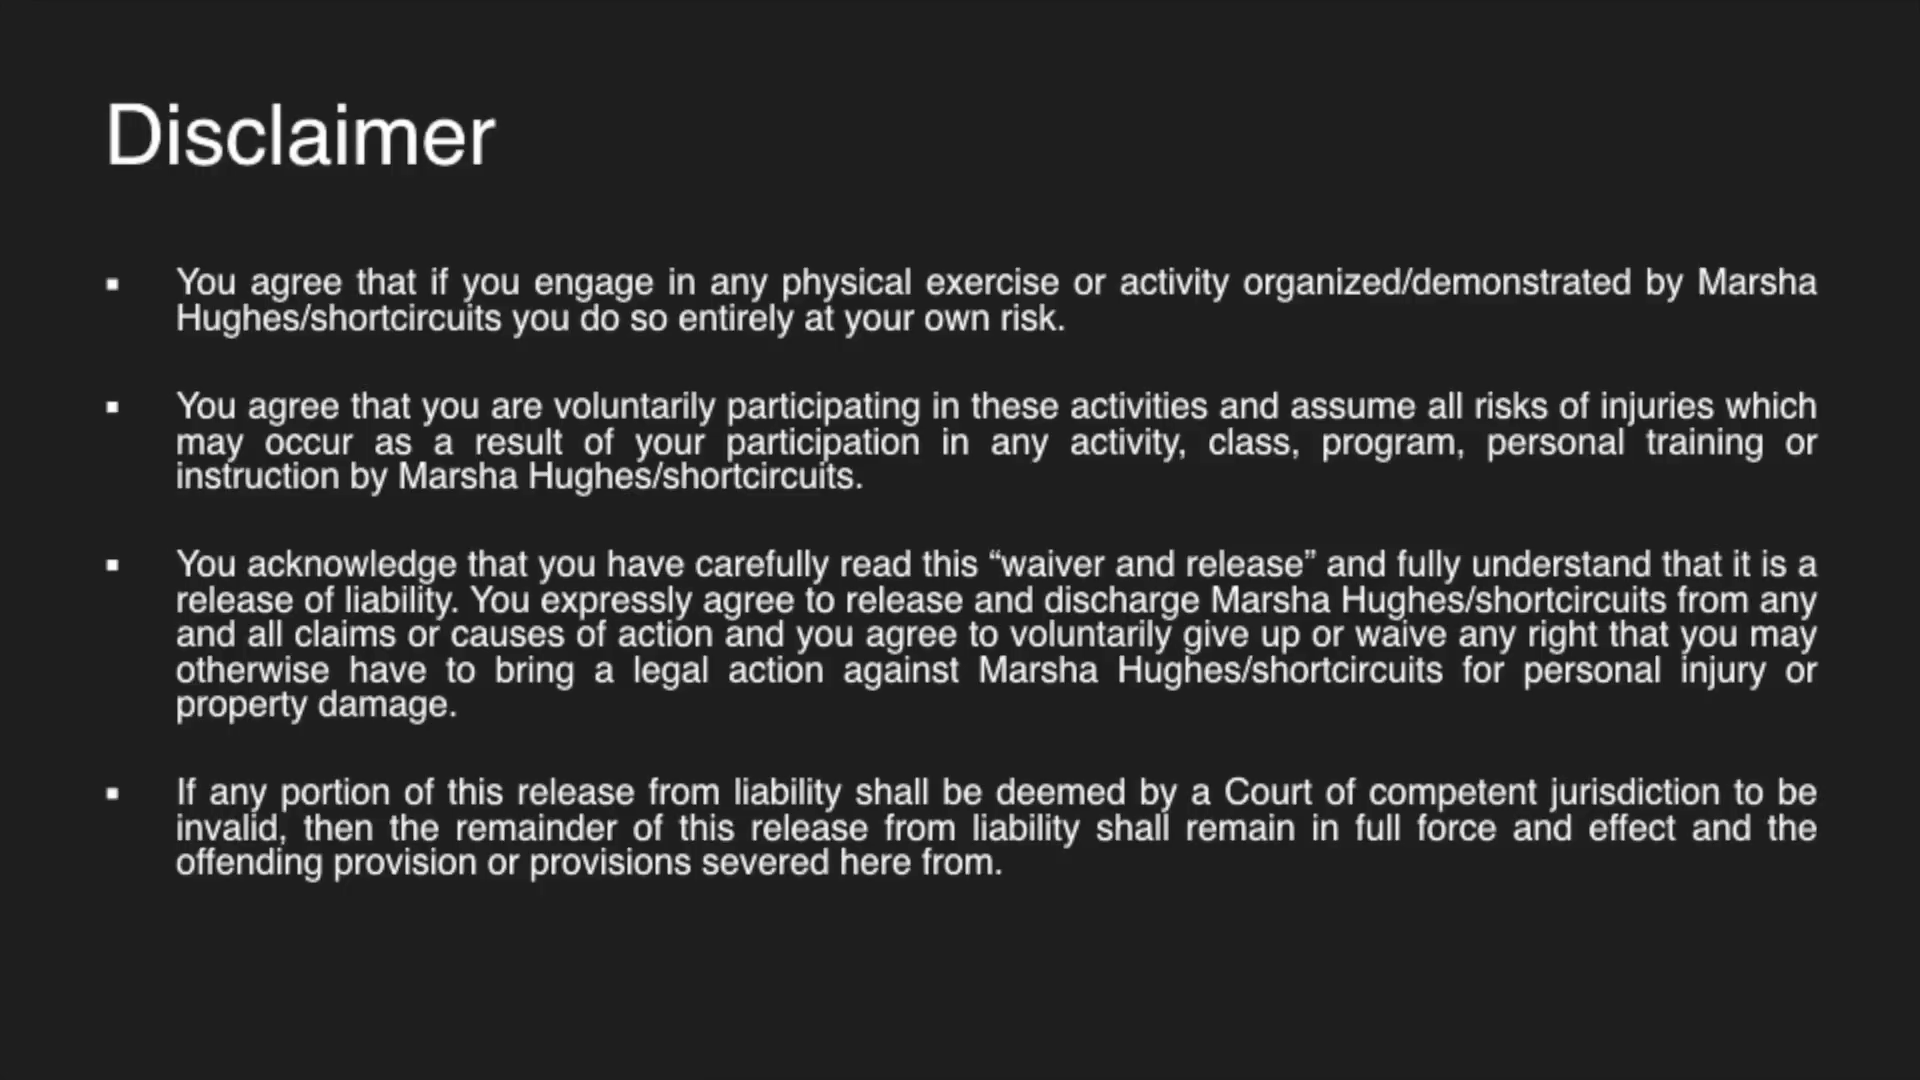 Disclaimer
▪ You agree that if you engage in any physical exercise or activity organized/demonstrated by Marsha
Hughes/shortcircuits you do so entirely at your own risk.
▪ You agree that you are voluntarily participating in these activities and assume all risks of injuries which
may occur as a result of your participation in any activity, class, program, personal training or
instruction by Marsha Hughes/shortcircuits.
▪ You acknowledge that you have carefully read this “waiver and release” and fully understand that it is a
release of liability. You expressly agree to release and discharge Marsha Hughes/shortcircuits from any
and all claims or causes of action and you agree to voluntarily give up or waive any right that you may
otherwise have to bring a legal action against Marsha Hughes/shortcircuits for personal injury or
property damage.
▪ If any portion of this release from liability shall be deemed by a Court of competent jurisdiction to be
invalid, then the remainder of this release from liability shall remain in full force and effect and the
offending provision or provisions severed here from.